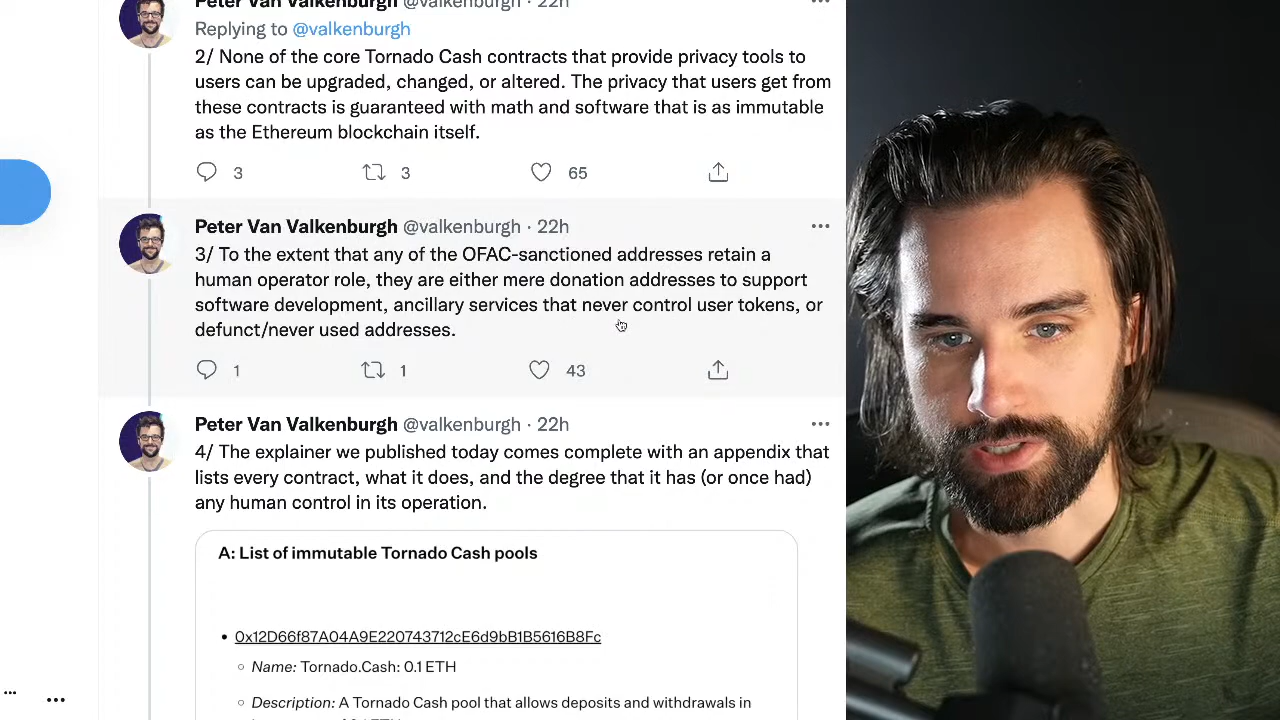 Peter Van Valkenburgh @valkenburgh · 22h
Replying to @valkenburgh
2/ None of the core Tornado Cash contracts that provide privacy tools to
users can be upgraded, changed, or altered. The privacy that users get from
these contracts is guaranteed with math and software that is as immutable
as the Ethereum blockchain itself.
3 3 65
Peter Van Valkenburgh @valkenburgh · 22h
3/ To the extent that any of the OFAC-sanctioned addresses retain a
human operator role, they are either mere donation addresses to support
software development, ancillary services that never control user tokens, or
defunct/never used addresses.
1 1 43
Peter Van Valkenburgh @valkenburgh · 22h
4/ The explainer we published today comes complete with an appendix that
lists every contract, what it does, and the degree that it has (or once had)
any human control in its operation.
A: List of immutable Tornado Cash pools
• 0x12D66f87A04A9E220743712cE6d9bB1B5616B8Fc
○ Name: Tornado.Cash: 0.1 ETH
○ Description: A Tornado Cash pool that allows deposits and withdrawals in